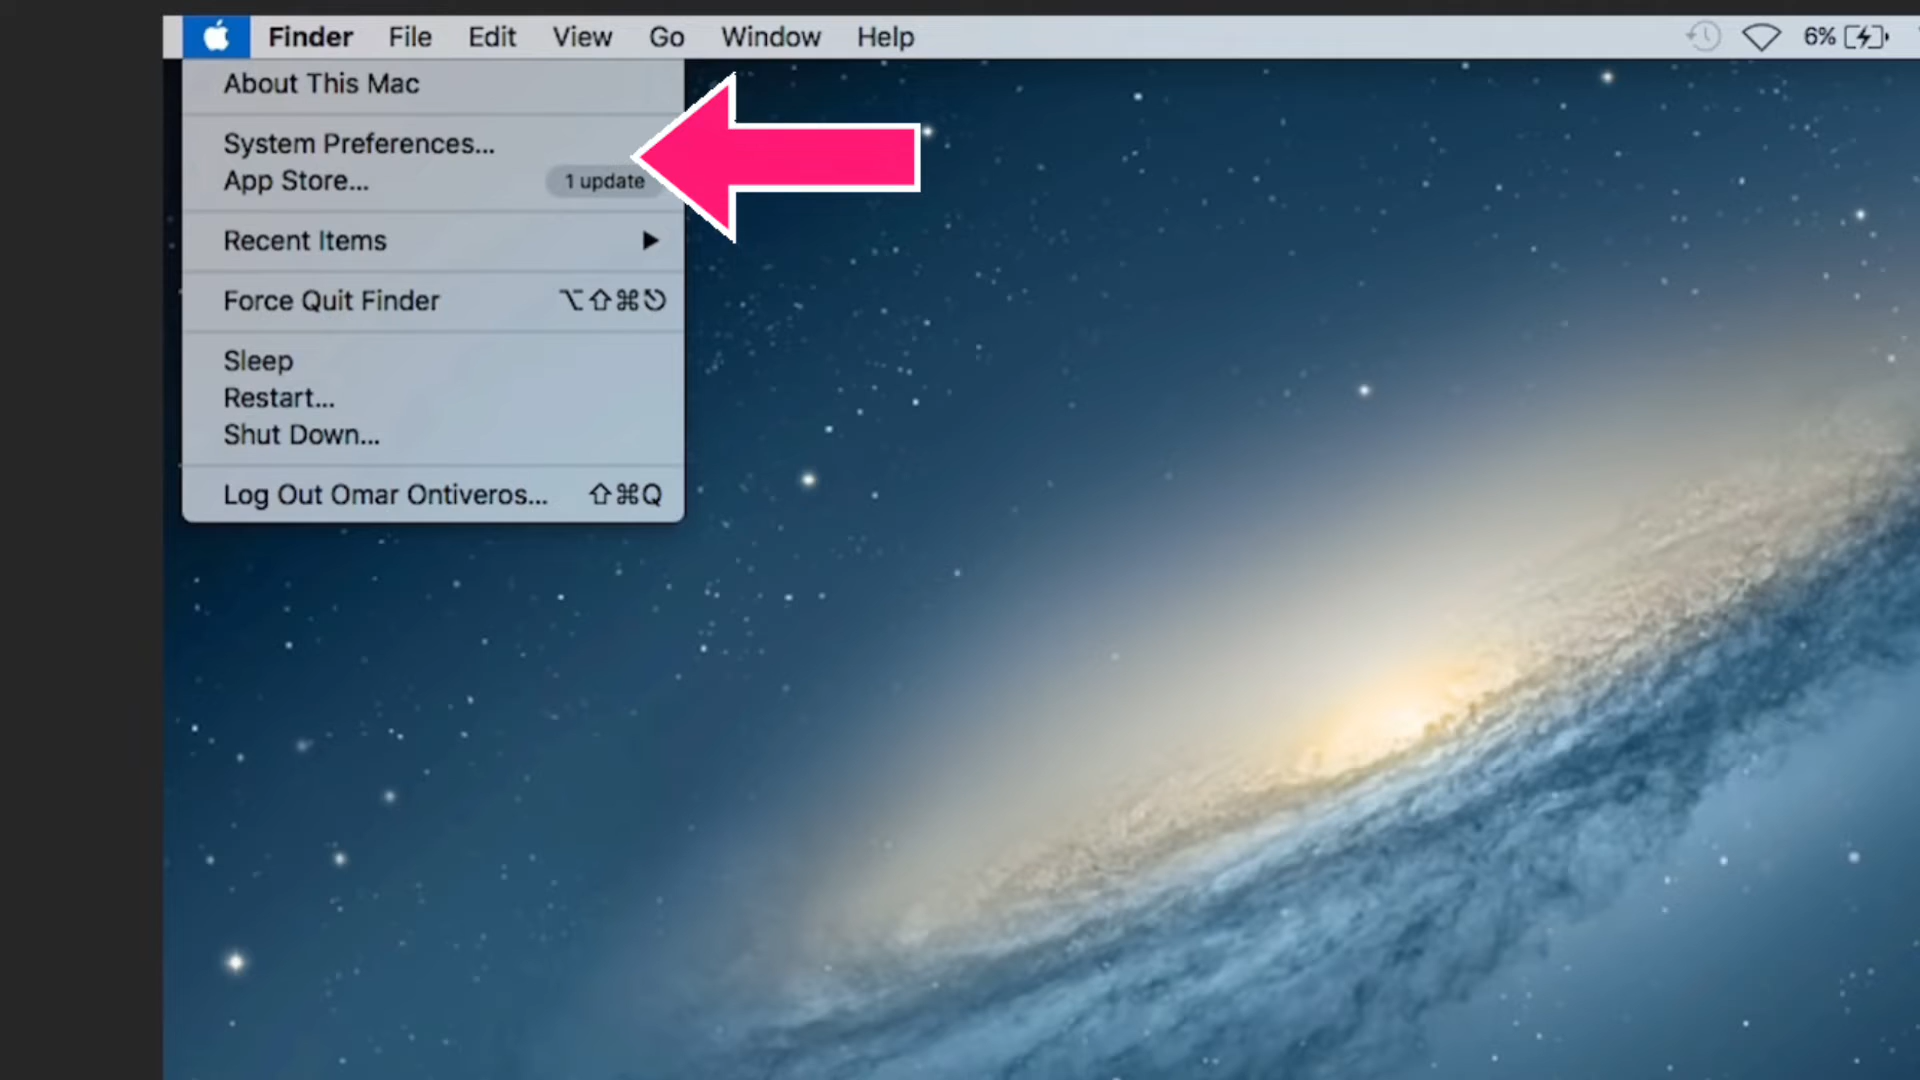 Finder File Edit View Go Window Help 6%
About This Mac
System Preferences...
App Store... 1 update
Recent Items ▶
Force Quit Finder ⌥⇧⌘⎋
Sleep
Restart...
Shut Down...
Log Out Omar Ontiveros... ⇧⌘Q